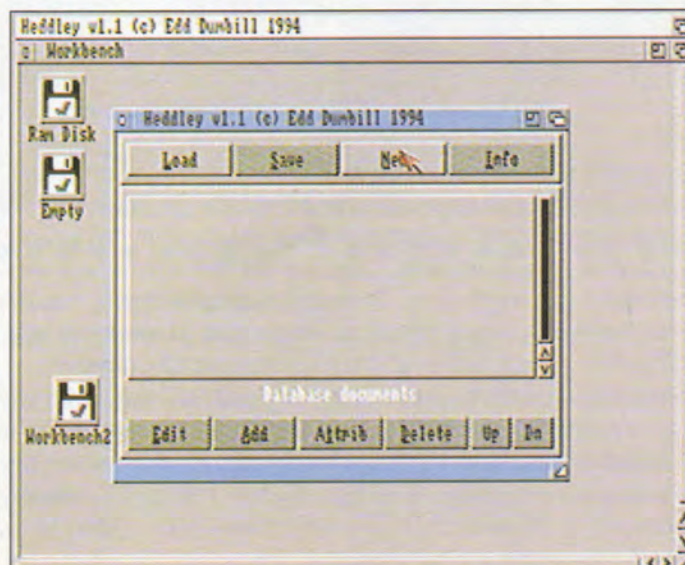 Heddley v1.1 (c) Edd Dumbill 1994
Workbench
Ram Disk
Empty
Workbench2
Heddley v1.1 (c) Edd Dumbill 1994
Load Save New Info
Database documents
Edit Add Attrib Delete Up Dn